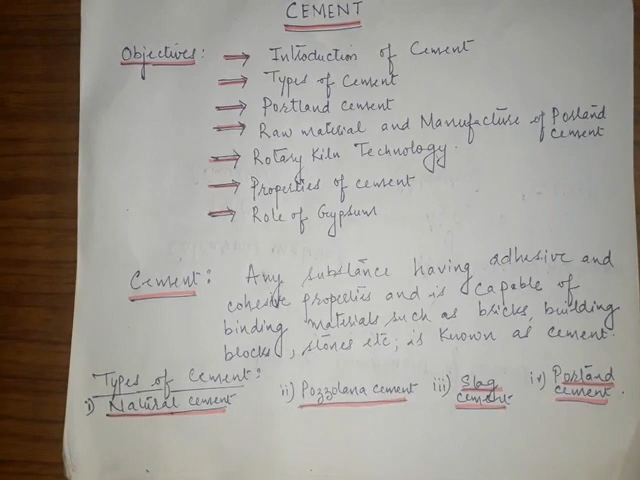 CEMENT
Objectives: → Introduction of Cement
→ Types of Cement
→ Portland cement
→ Raw material and Manufacture of Porland cement
→ Rotary Kiln Technology.
→ Properties of cement
→ Role of Gypsum
Cement: Any substance having adhesive and
cohesive properties and is capable of
binding materials such as bricks, building
blocks, stones etc; is known as cement.
Types of Cement:
i) Natural cement ii) Pozzolana cement iii) Slag cement iv) Portland cement.